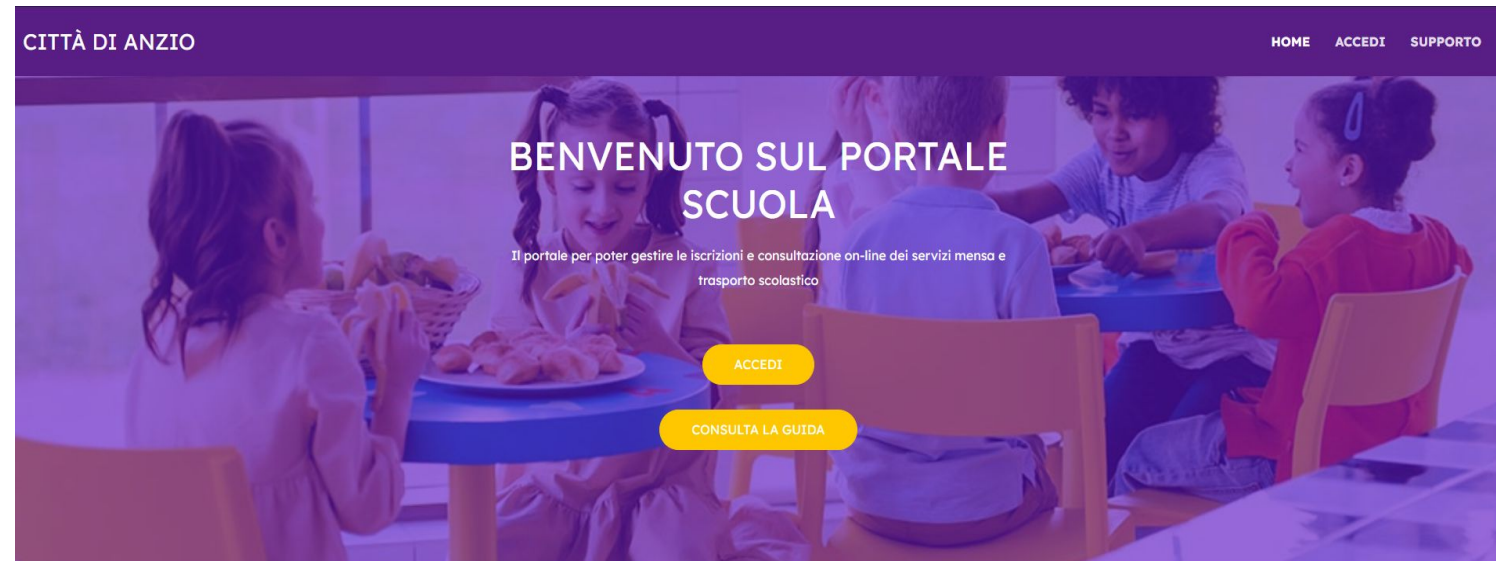 CITTÀ DI ANZIO
HOME ACCEDI SUPPORTO
BENVENUTO SUL PORTALE
SCUOLA
Il portale per poter gestire le iscrizioni e consultazione on-line dei servizi mensa e
trasporto scolastico
ACCEDI
CONSULTA LA GUIDA